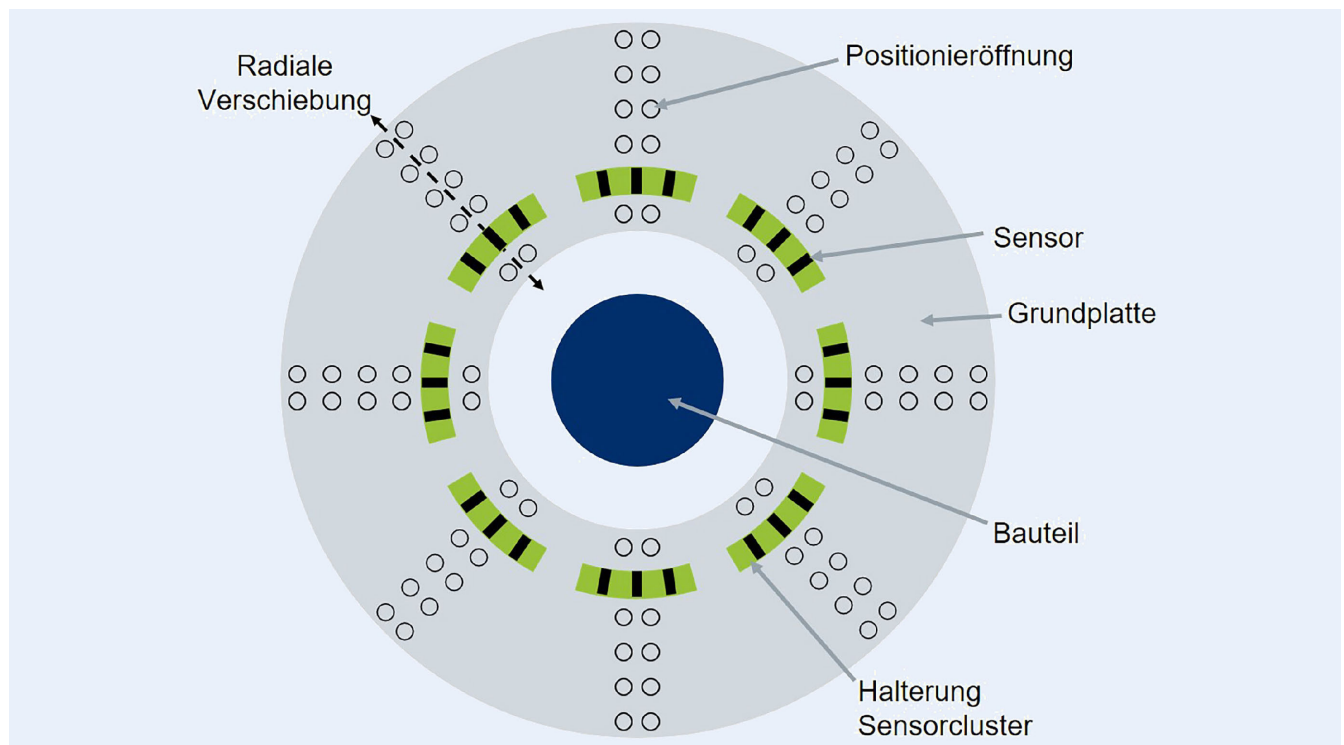 Radiale
Verschiebung
Positionieröffnung
Sensor
Grundplatte
Bauteil
Halterung
Sensorcluster